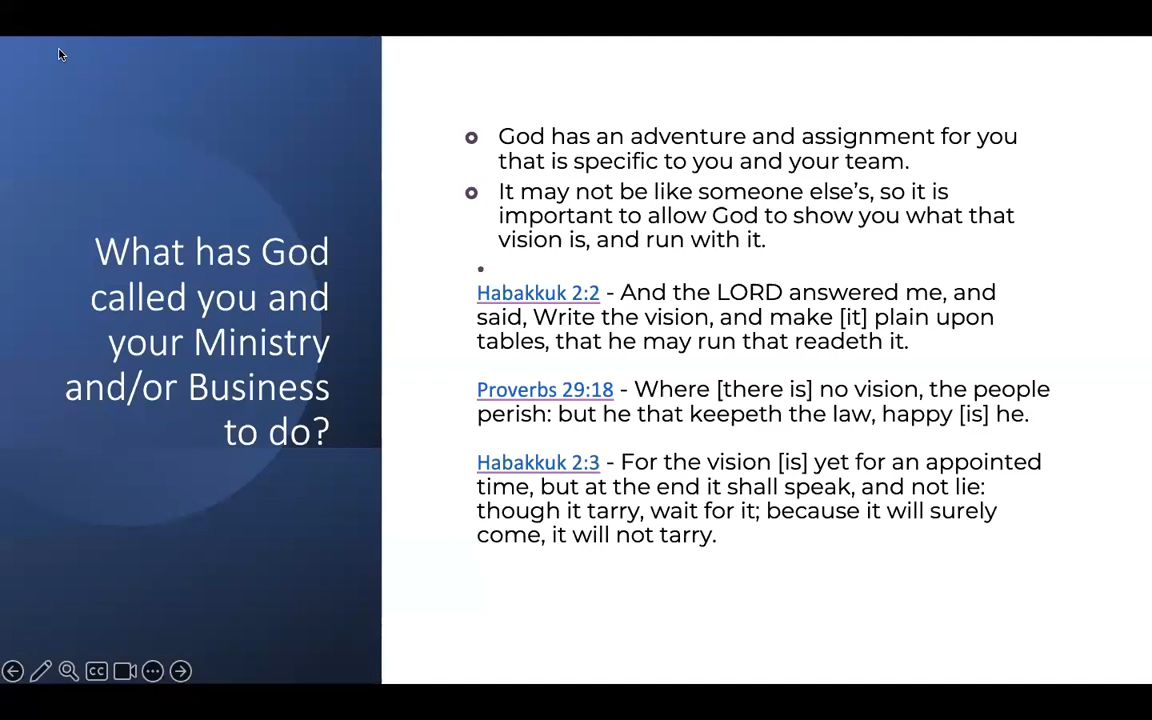 What has God
called you and
your Ministry
and/or Business
to do?
God has an adventure and assignment for you
that is specific to you and your team.
It may not be like someone else's, so it is
important to allow God to show you what that
vision is, and run with it.
Habakkuk 2:2 - And the LORD answered me, and
said, Write the vision, and make [it] plain upon
tables, that he may run that readeth it.
Proverbs 29:18 - Where [there is] no vision, the people
perish: but he that keepeth the law, happy [is] he.
Habakkuk 2:3 - For the vision [is] yet for an appointed
time, but at the end it shall speak, and not lie:
though it tarry, wait for it; because it will surely
come, it will not tarry.
CC